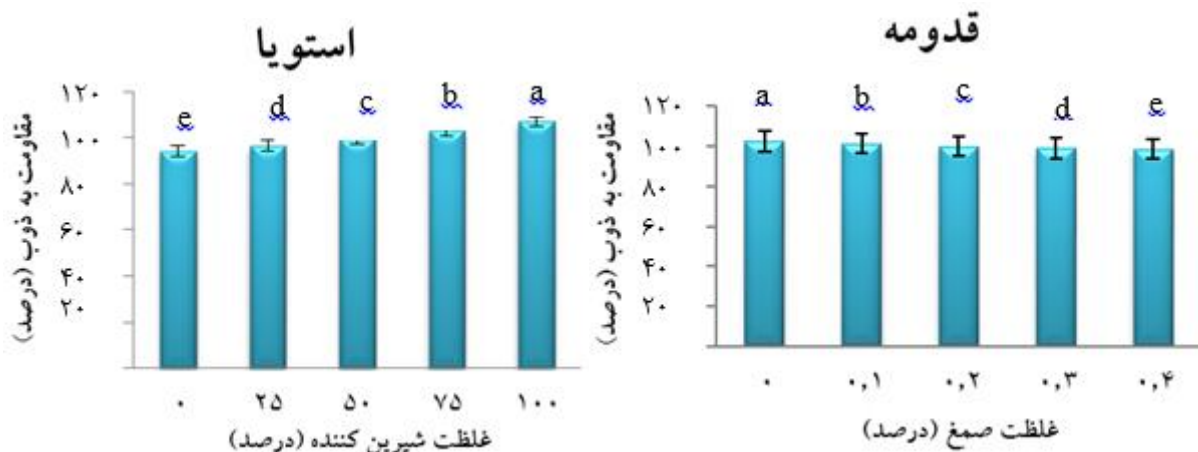 قدومه
مقاومت به ذوب (درصد)
۱۲۰
۱۰۰
۸۰
۶۰
۴۰
۲۰
a b c d e
۰ ۰٫۱ ۰٫۲ ۰٫۳ ۰٫۴
غلظت صمغ (درصد)
استویا
مقاومت به ذوب (درصد)
۱۲۰
۱۰۰
۸۰
۶۰
۴۰
۲۰
e d c b a
۰ ۲۵ ۵۰ ۷۵ ۱۰۰
غلظت شیرین کننده (درصد)